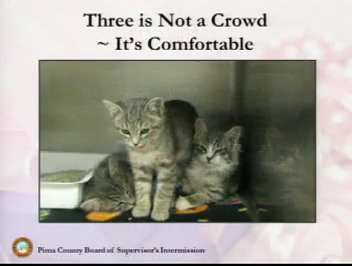 Three is Not a Crowd
~ It's Comfortable
Pima County Board of Supervisor's Intermission